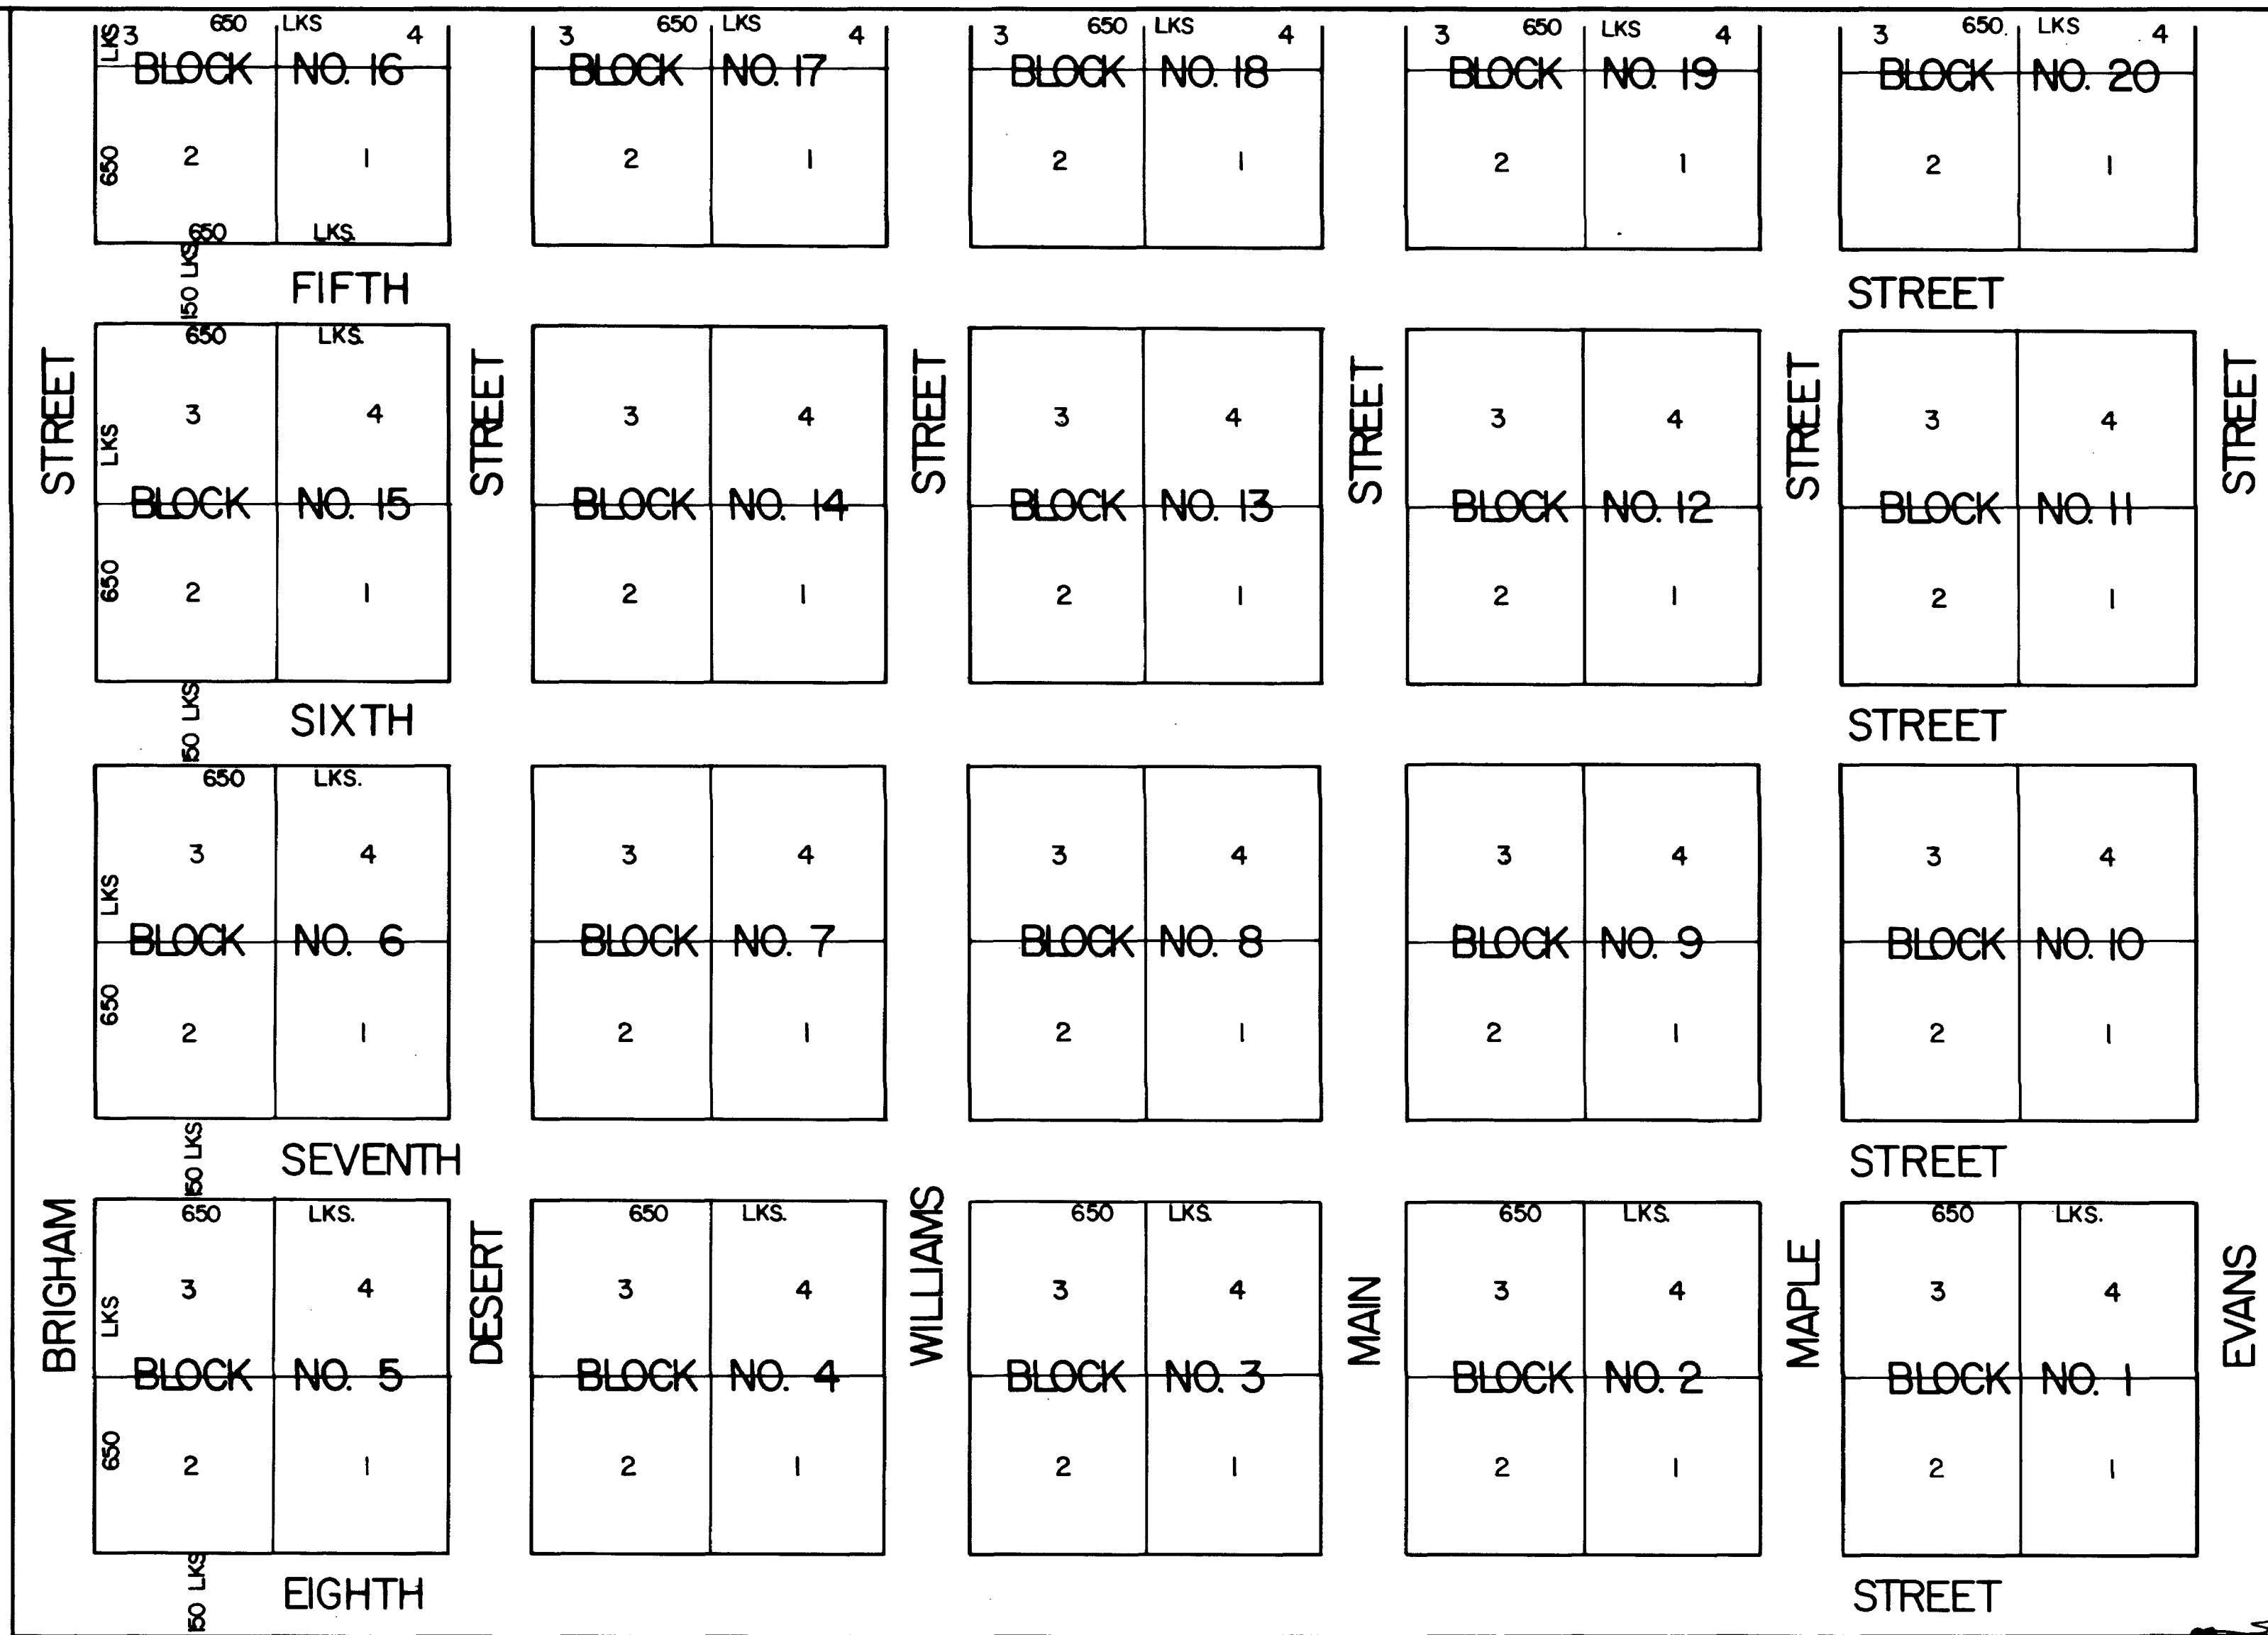 650 LKS 650 LKS 650 LKS 650 LKS 650. LKS
LKS 3 4 3 4 3 4 3 4 3 4
BLOCK NO. 16 BLOCK NO. 17 BLOCK NO. 18 BLOCK NO. 19 BLOCK NO. 20
650 2 1 2 1 2 1 2 1 2 1
650 LKS.
150 LKS
FIFTH STREET
650 LKS.
STREET STREET STREET STREET STREET STREET
LKS 3 4 3 4 3 4 3 4 3 4
BLOCK NO. 15 BLOCK NO. 14 BLOCK NO. 13 BLOCK NO. 12 BLOCK NO. 11
650 2 1 2 1 2 1 2 1 2 1
150 LKS
SIXTH STREET
650 LKS.
3 4 3 4 3 4 3 4 3 4
LKS
BLOCK NO. 6 BLOCK NO. 7 BLOCK NO. 8 BLOCK NO. 9 BLOCK NO. 10
650 2 1 2 1 2 1 2 1 2 1
150 LKS
SEVENTH STREET
650 LKS. 650 LKS. 650 LKS. 650 LKS. 650 LKS.
BRIGHAM DESERT WILLIAMS MAIN MAPLE EVANS
3 4 3 4 3 4 3 4 3 4
LKS
BLOCK NO. 5 BLOCK NO. 4 BLOCK NO. 3 BLOCK NO. 2 BLOCK NO. 1
650 2 1 2 1 2 1 2 1 2 1
150 LKS
EIGHTH STREET